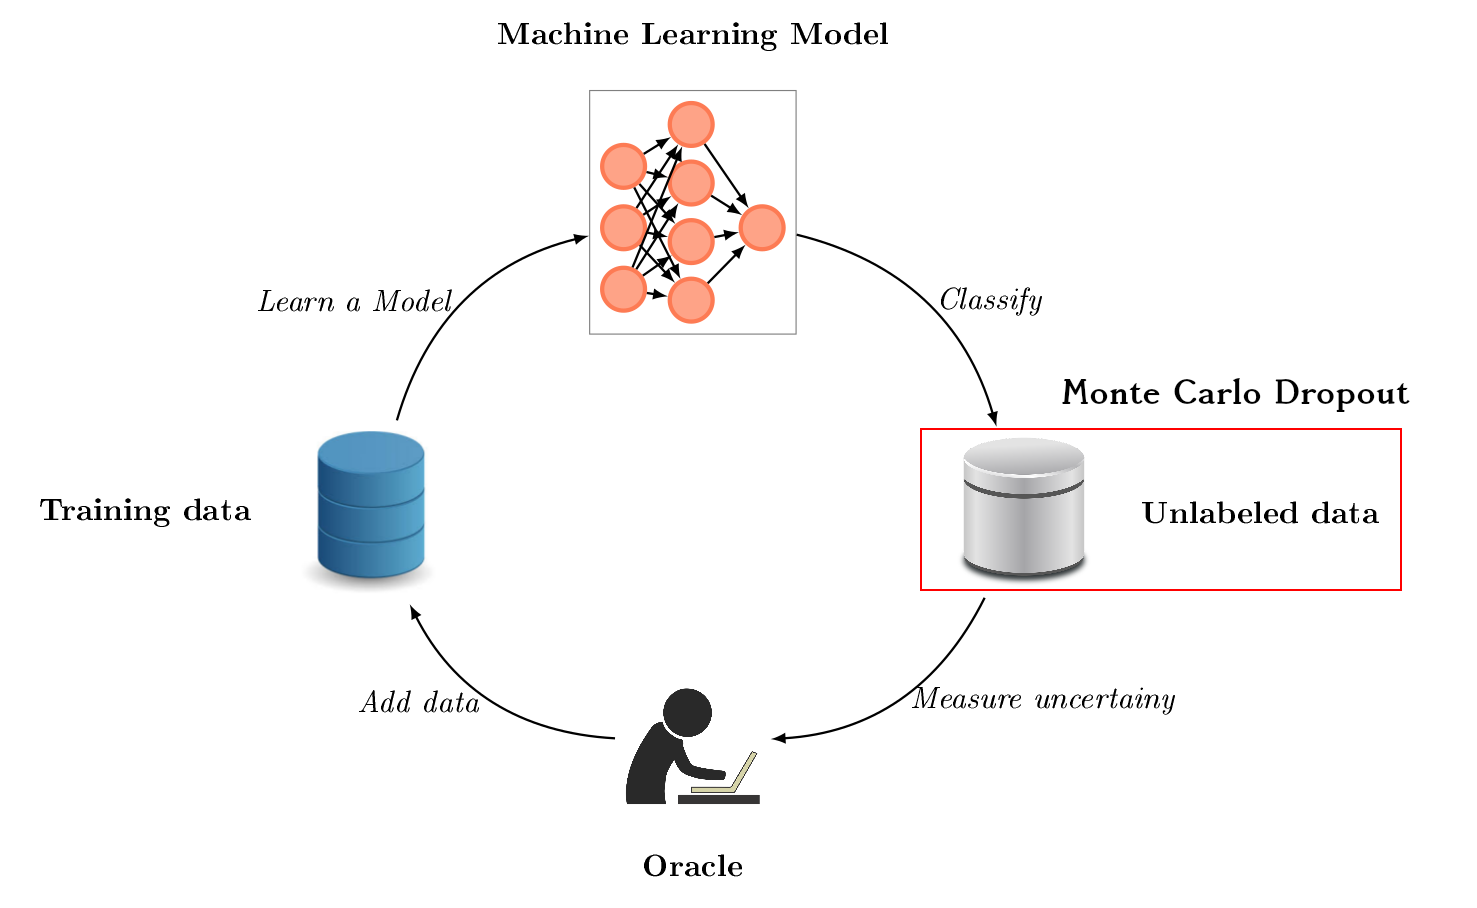 Machine Learning Model
Learn a Model
Classify
Monte Carlo Dropout
Training data
Unlabeled data
Add data
Measure uncertainy
Oracle